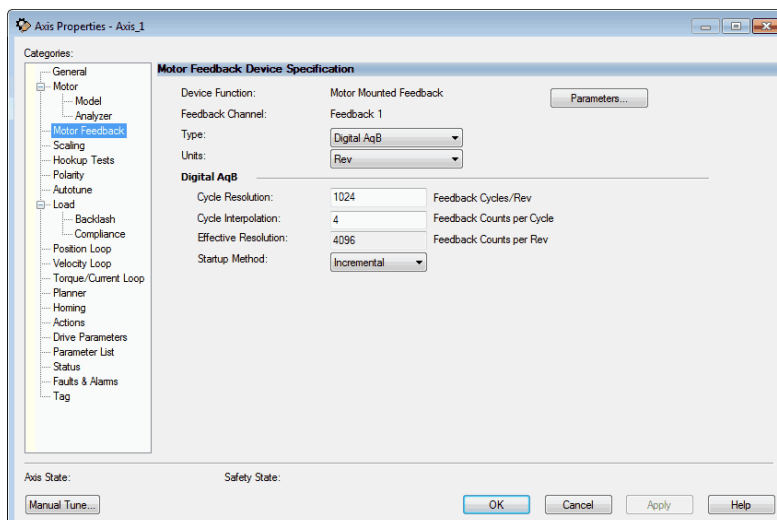 Axis Properties - Axis_1
Categories:
General
Motor
Model
Analyzer
Motor Feedback
Scaling
Hookup Tests
Polarity
Autotune
Load
Backlash
Compliance
Position Loop
Velocity Loop
Torque/Current Loop
Planner
Homing
Actions
Drive Parameters
Parameter List
Status
Faults & Alarms
Tag
Motor Feedback Device Specification
Device Function: Motor Mounted Feedback Parameters...
Feedback Channel: Feedback 1
Type: Digital AqB
Units: Rev
Digital AqB
Cycle Resolution: 1024 Feedback Cycles/Rev
Cycle Interpolation: 4 Feedback Counts per Cycle
Effective Resolution: 4096 Feedback Counts per Rev
Startup Method: Incremental
Axis State: Safety State:
Manual Tune... OK Cancel Apply Help